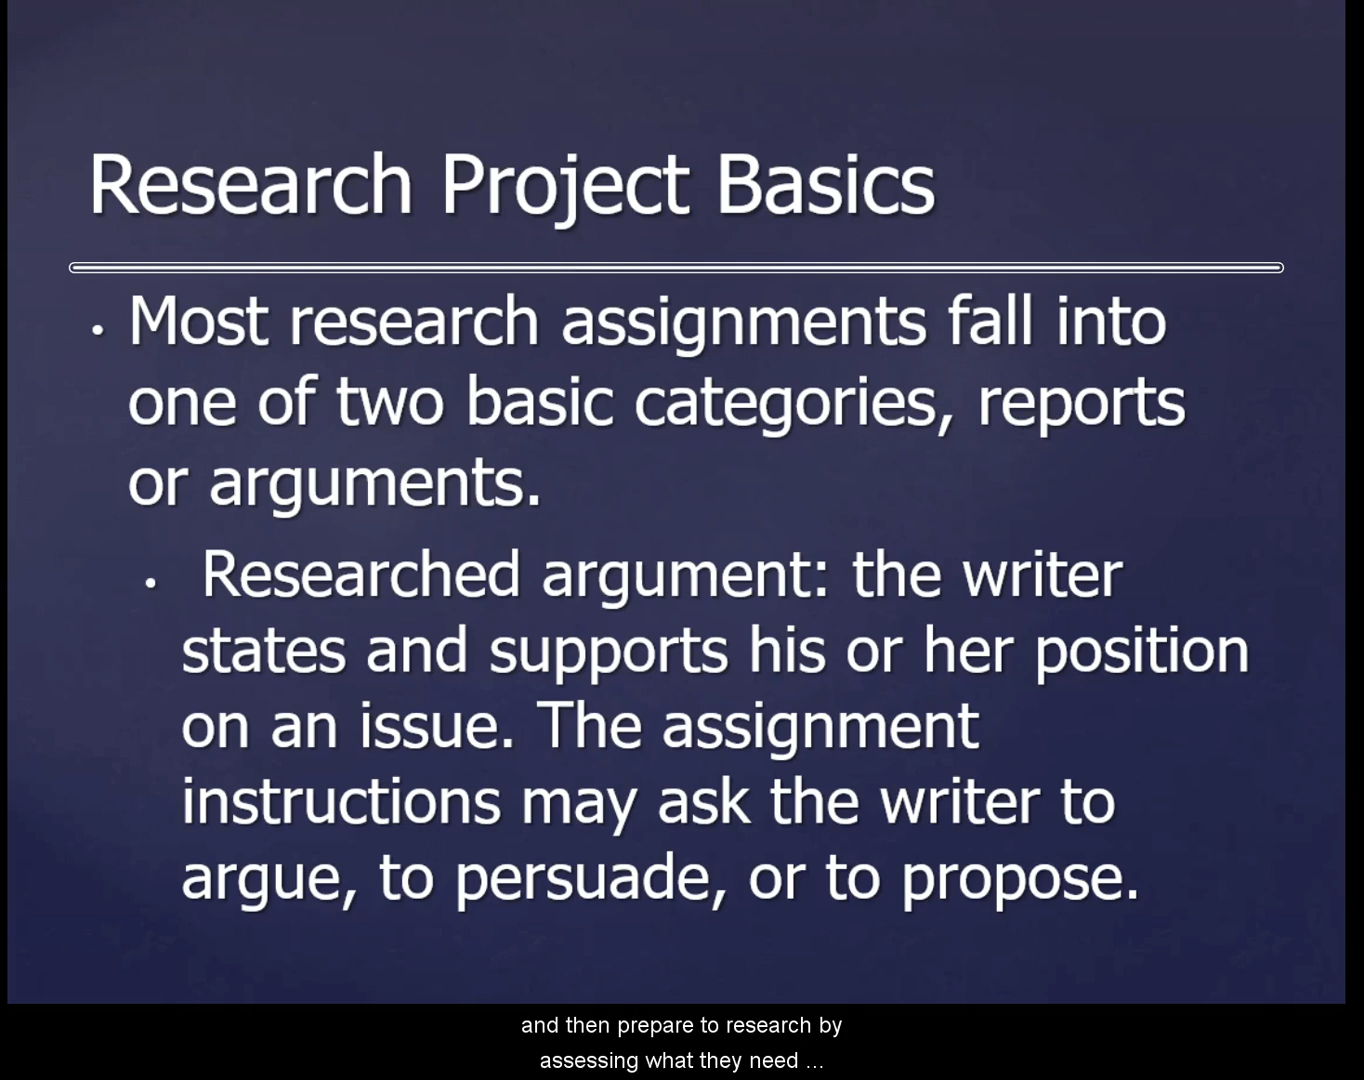 Research Project Basics
• Most research assignments fall into
one of two basic categories, reports
or arguments.
• Researched argument: the writer
states and supports his or her position
on an issue. The assignment
instructions may ask the writer to
argue, to persuade, or to propose.
and then prepare to research by
assessing what they need ...